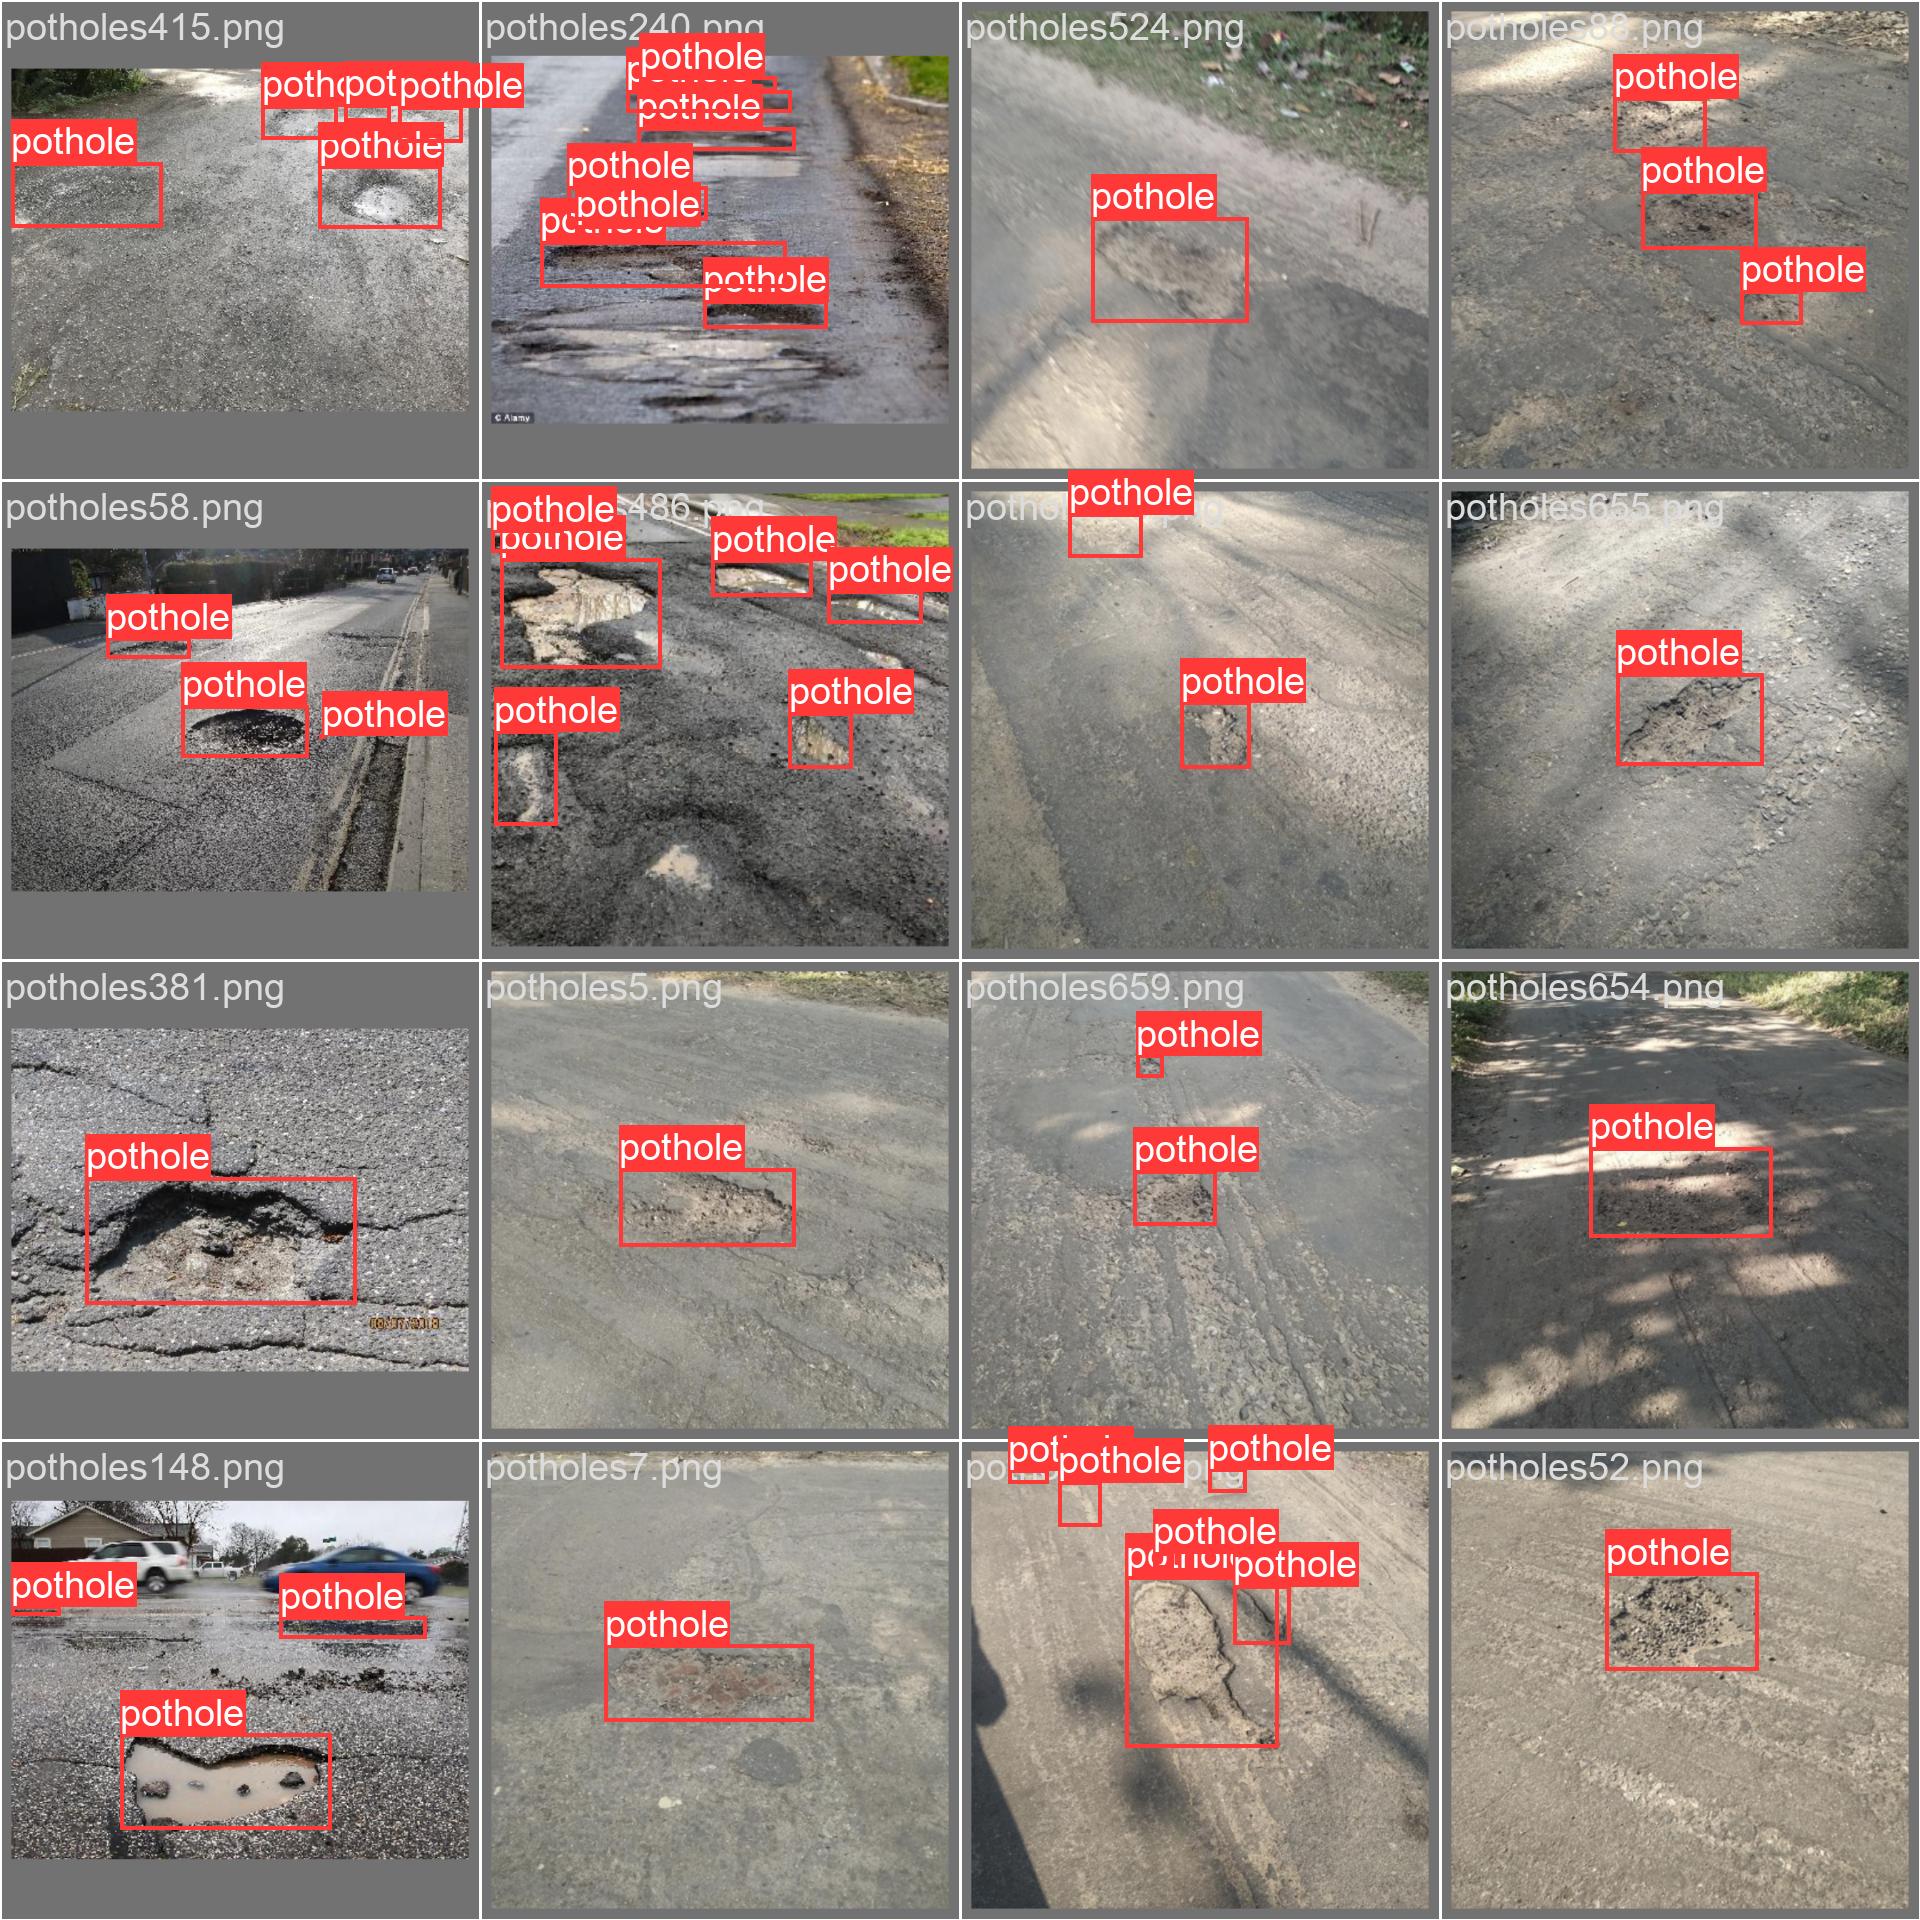 potholes415.png
pothole
pothole
pothole
potholes240.png
pothole
pothole
pothole
pothole
pothole
© Alamy
potholes524.png
pothole
potholes88.png
pothole
pothole
pothole
potholes58.png
pothole
pothole
pothole
pothole
pothole
pothole
pothole
pothole
pothole
pothole
pothole
potholes655.png
pothole
potholes381.png
pothole
potholes5.png
pothole
potholes659.png
pothole
pothole
potholes654.png
pothole
potholes148.png
pothole
pothole
pothole
potholes7.png
pothole
pothole
pothole
pothole
pothole
potholes52.png
pothole